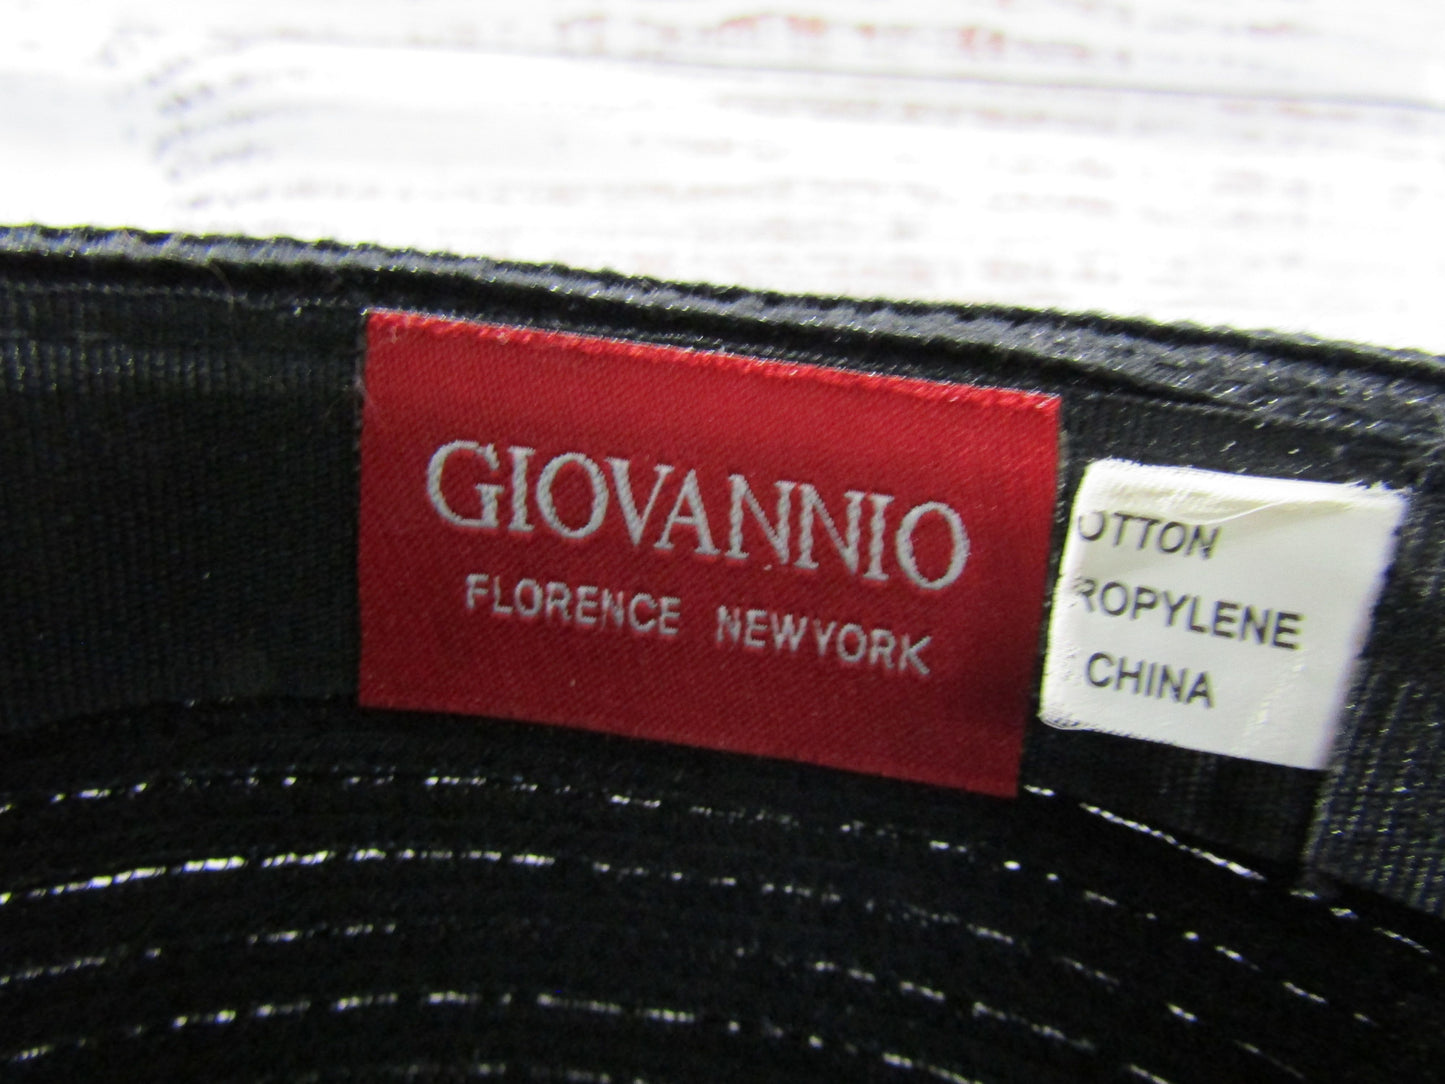 GIOVANNIO
FLORENCE NEWYORK
OTTON
ROPYLENE
CHINA